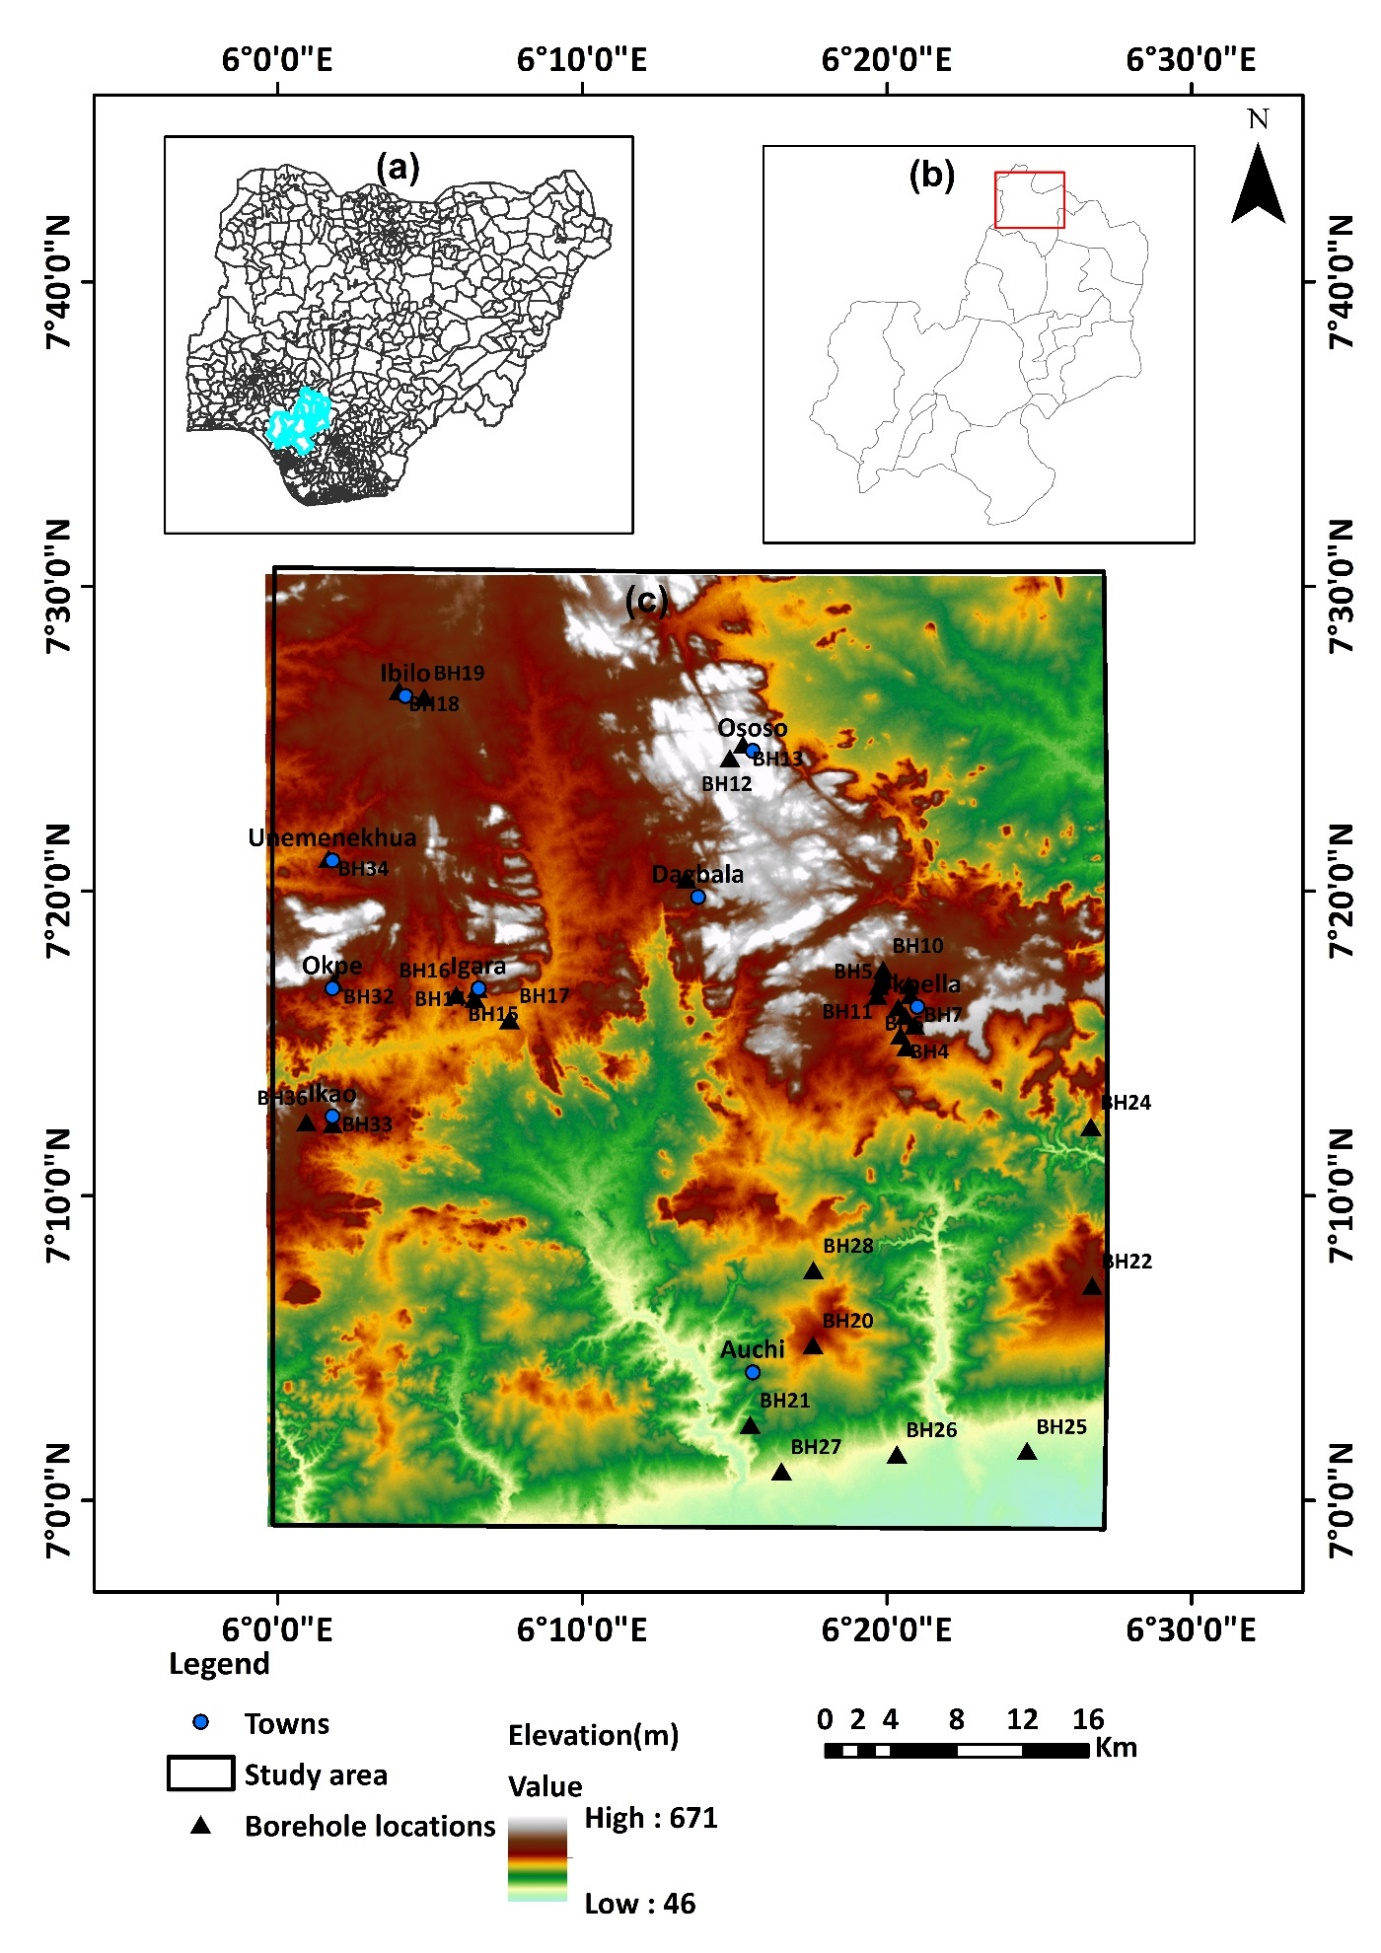 6°0'0"E 6°10'0"E 6°20'0"E 6°30'0"E
N
(a)
(b)
7°40'0"N
7°40'0"N
7°30'0"N
7°30'0"N
(c)
Ibilo BH19
BH18
Ososo
BH13
BH12
Unemenekhua
BH34
Dagbala
7°20'0"N
7°20'0"N
BH10
Okpe
BH32
BH16 Igara
BH17
BH15
BH5
BH11
BH7
BH4
BH36 Ikao
BH33
BH24
7°10'0"N
7°10'0"N
BH28
BH22
BH20
Auchi
BH21
BH27
BH26
BH25
7°0'0"N
7°0'0"N
6°0'0"E 6°10'0"E 6°20'0"E 6°30'0"E
Legend
Towns
Study area
Borehole locations
Elevation(m)
Value
High : 671
Low : 46
0 2 4 8 12 16
Km